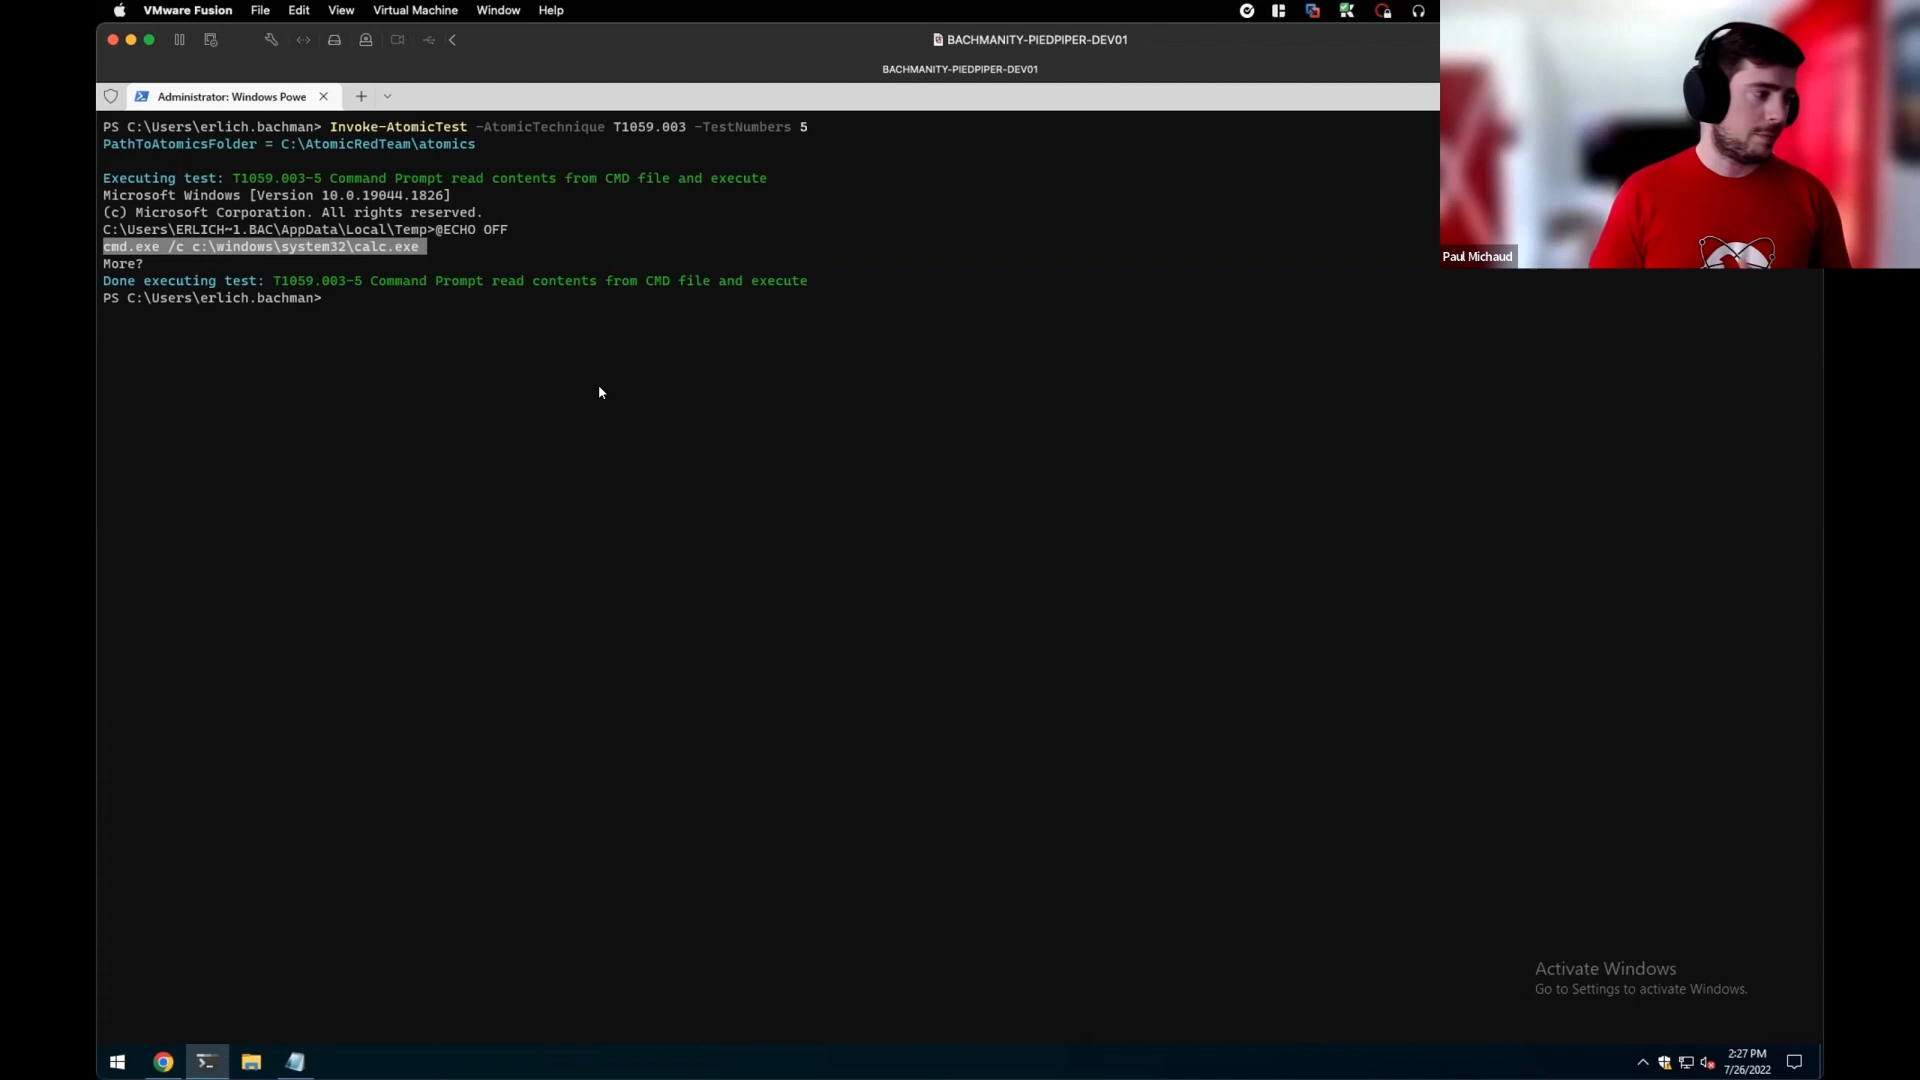 VMware Fusion File Edit View Virtual Machine Window Help
BACHMANITY-PIEDPIPER-DEV01
BACHMANITY-PIEDPIPER-DEV01
Administrator: Windows Powe
PS C:\Users\erlich.bachman> Invoke-AtomicTest -AtomicTechnique T1059.003 -TestNumbers 5
PathToAtomicsFolder = C:\AtomicRedTeam\atomics
Executing test: T1059.003-5 Command Prompt read contents from CMD file and execute
Microsoft Windows [Version 10.0.19044.1826]
(c) Microsoft Corporation. All rights reserved.
C:\Users\ERLICH~1.BAC\AppData\Local\Temp>@ECHO OFF
cmd.exe /c c:\windows\system32\calc.exe
More?
Done executing test: T1059.003-5 Command Prompt read contents from CMD file and execute
PS C:\Users\erlich.bachman>
Paul Michaud
Activate Windows
Go to Settings to activate Windows.
2:27 PM
7/26/2022